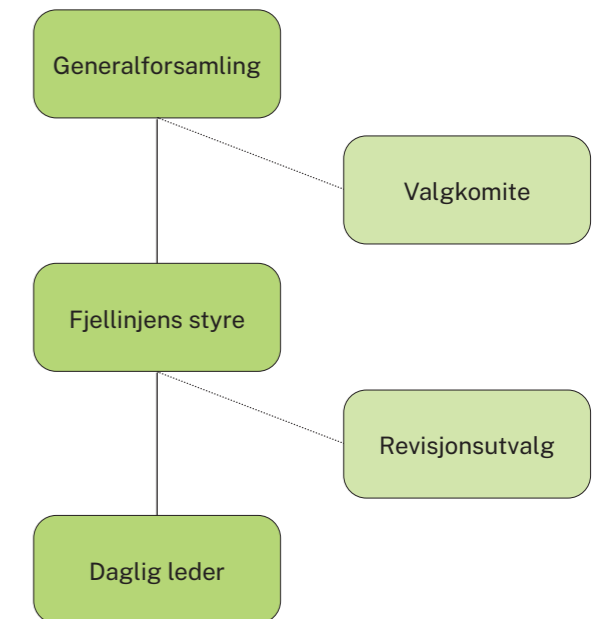 Generalforsamling
Valgkomite
Fjellinjens styre
Revisjonsutvalg
Daglig leder